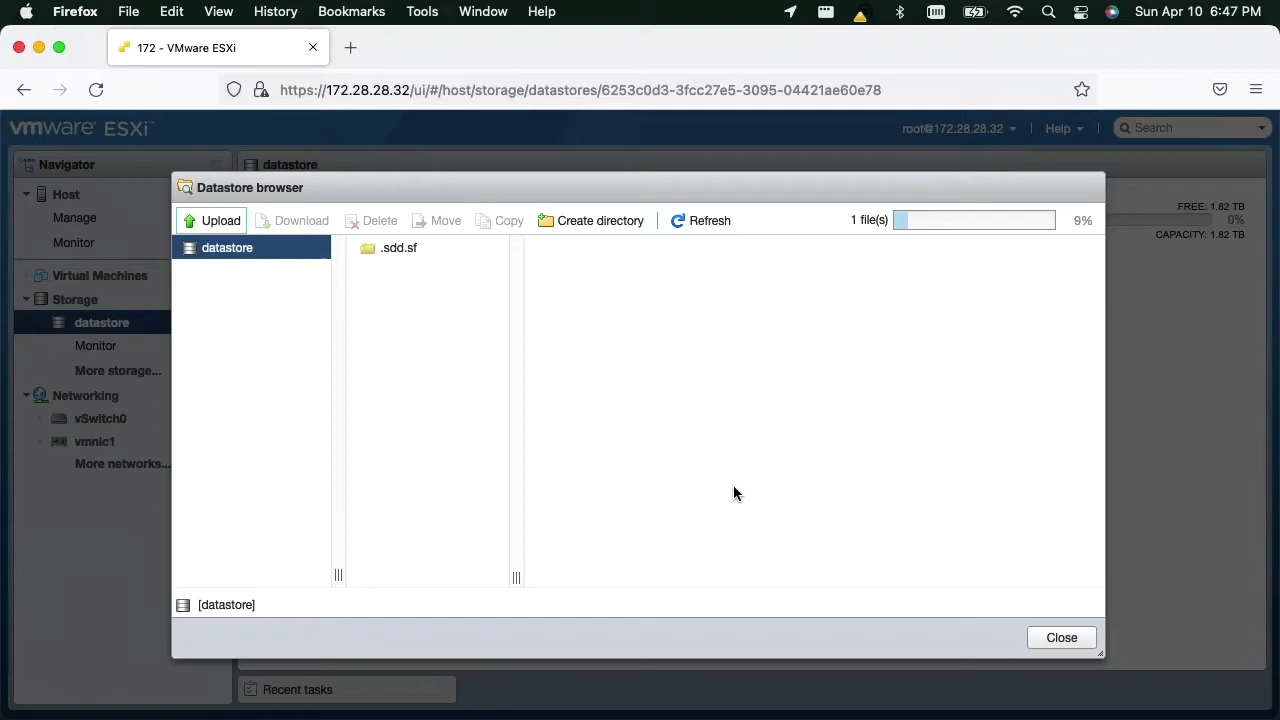 Firefox File Edit View History Bookmarks Tools Window Help Sun Apr 10 6:47 PM
172 - VMware ESXi
https://172.28.28.32/ui/#/host/storage/datastores/6253c0d3-3fcc27e5-3095-04421ae60e78
vmware ESXi™ root@172.28.28.32 | Help | Search
Navigator
datastore
Datastore browser
Host
Manage
Monitor
Virtual Machines
Storage
datastore
Monitor
More storage...
Networking
vSwitch0
vmnic1
More networks...
Upload Download Delete Move Copy Create directory Refresh 1 file(s) 9%
datastore
.sdd.sf
FREE: 1.82 TB
0%
CAPACITY: 1.82 TB
[datastore]
Close
Recent tasks